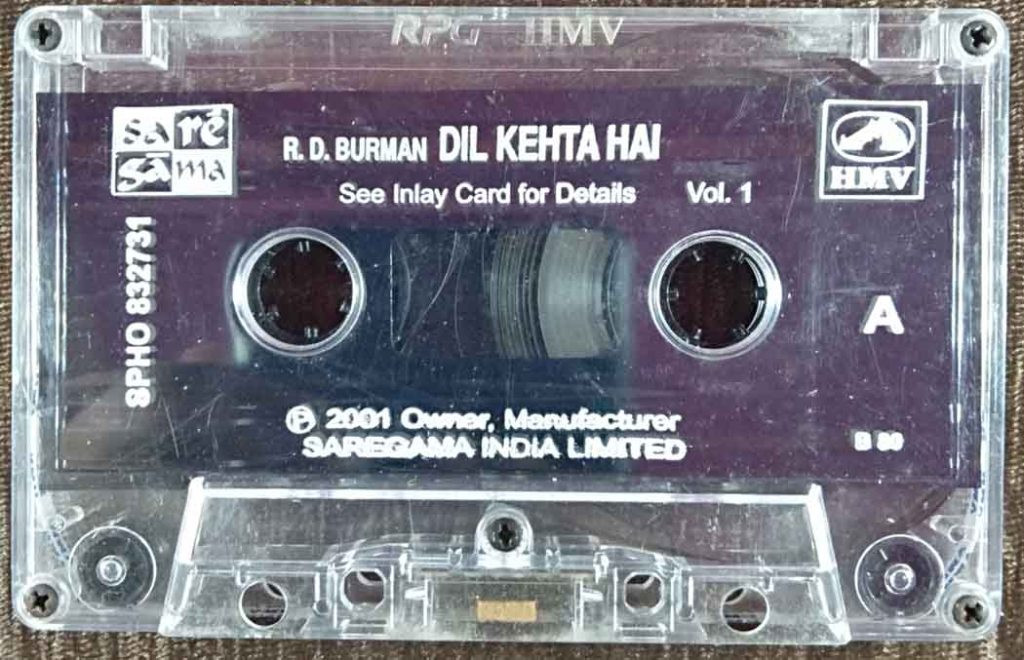 RPG HMV
sa rē
ga ma
R. D. BURMAN DIL KEHTA HAI
HMV
See Inlay Card for Details Vol. 1
SPHO 832731
A
℗ 2001 Owner, Manufacturer
SAREGAMA INDIA LIMITED